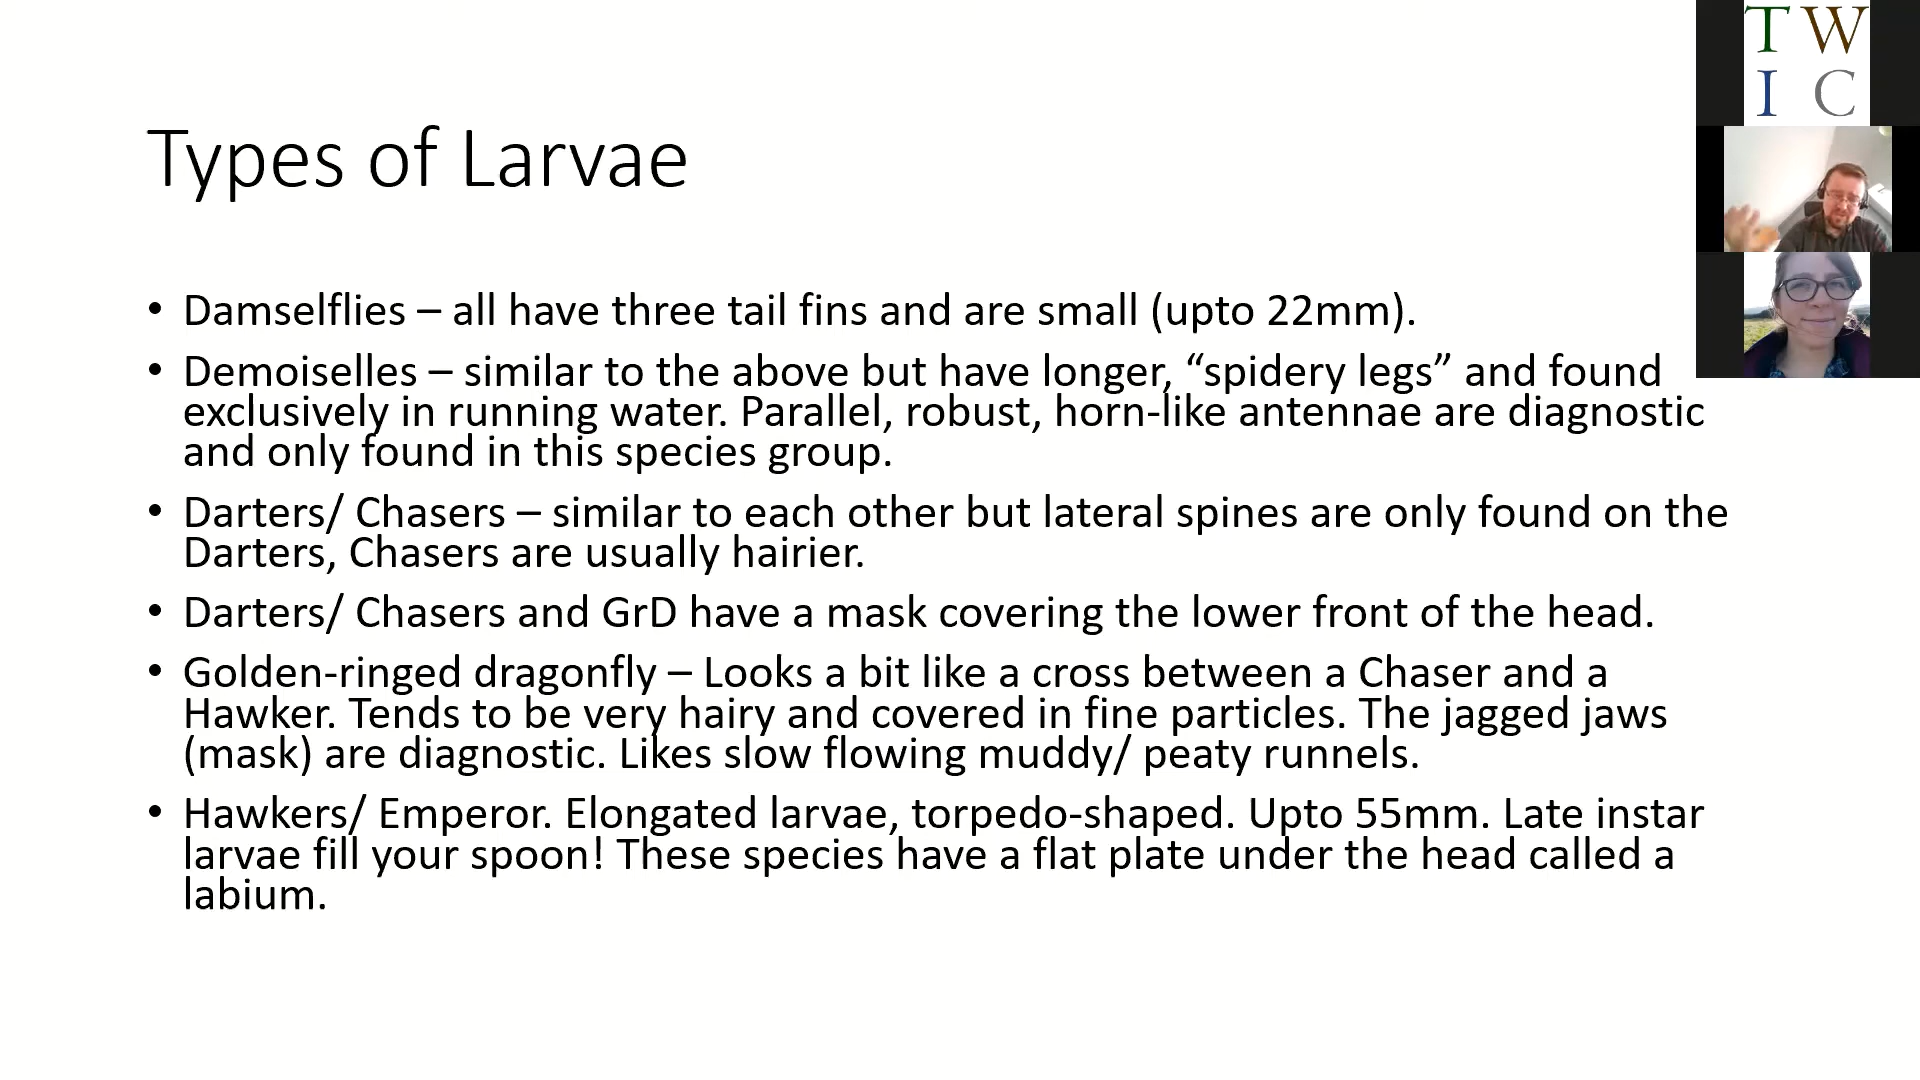 Types of Larvae
• Damselflies – all have three tail fins and are small (upto 22mm).
• Demoiselles – similar to the above but have longer, “spidery legs” and found
exclusively in running water. Parallel, robust, horn-like antennae are diagnostic
and only found in this species group.
• Darters/ Chasers – similar to each other but lateral spines are only found on the
Darters, Chasers are usually hairier.
• Darters/ Chasers and GrD have a mask covering the lower front of the head.
• Golden-ringed dragonfly – Looks a bit like a cross between a Chaser and a
Hawker. Tends to be very hairy and covered in fine particles. The jagged jaws
(mask) are diagnostic. Likes slow flowing muddy/ peaty runnels.
• Hawkers/ Emperor. Elongated larvae, torpedo-shaped. Upto 55mm. Late instar
larvae fill your spoon! These species have a flat plate under the head called a
labium.
T W
I C